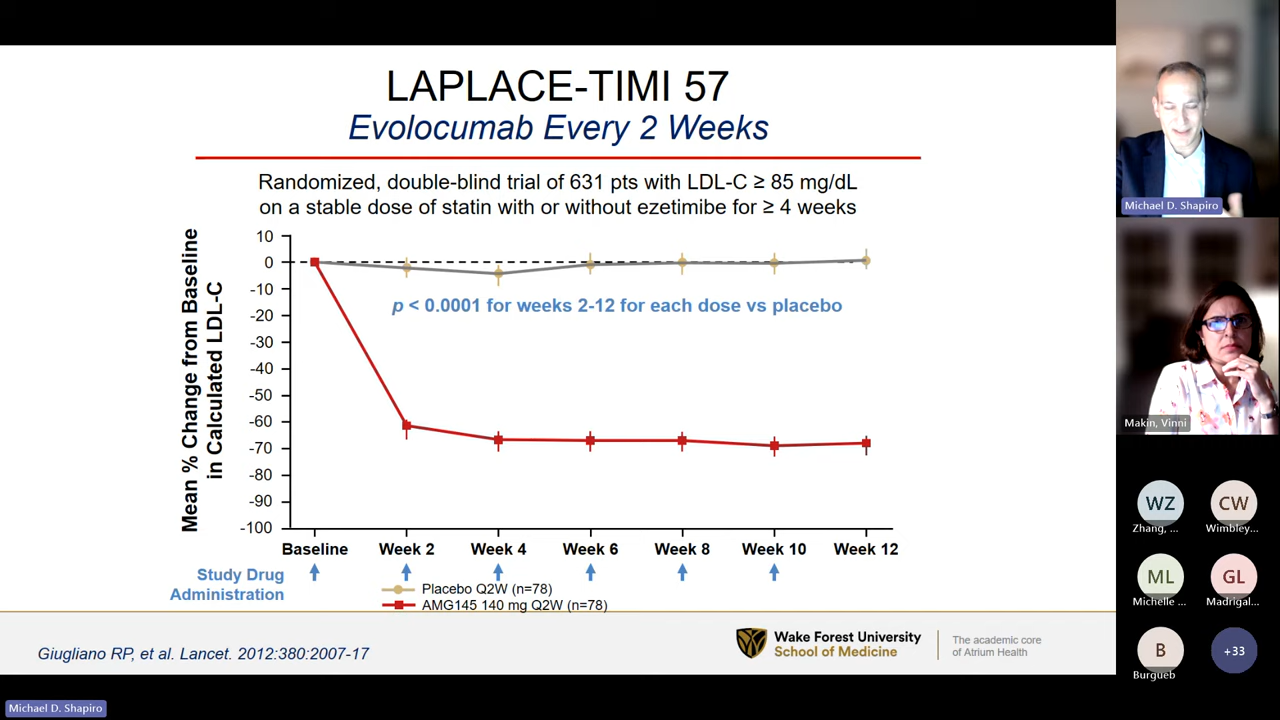 LAPLACE-TIMI 57
Evolocumab Every 2 Weeks
Randomized, double-blind trial of 631 pts with LDL-C ≥ 85 mg/dL
on a stable dose of statin with or without ezetimibe for ≥ 4 weeks
Mean % Change from Baseline
in Calculated LDL-C
10
0
-10
-20
-30
-40
-50
-60
-70
-80
-90
-100
p < 0.0001 for weeks 2-12 for each dose vs placebo
Baseline Week 2 Week 4 Week 6 Week 8 Week 10 Week 12
Study Drug
Administration
Placebo Q2W (n=78)
AMG145 140 mg Q2W (n=78)
Giugliano RP, et al. Lancet. 2012:380:2007-17
Wake Forest University
School of Medicine
The academic core
of Atrium Health
Michael D. Shapiro
Makin, Vinni
WZ
Zhang, ...
CW
Wimbley...
ML
Michelle ...
GL
Madrigal...
B
Burgueb
+33
Michael D. Shapiro